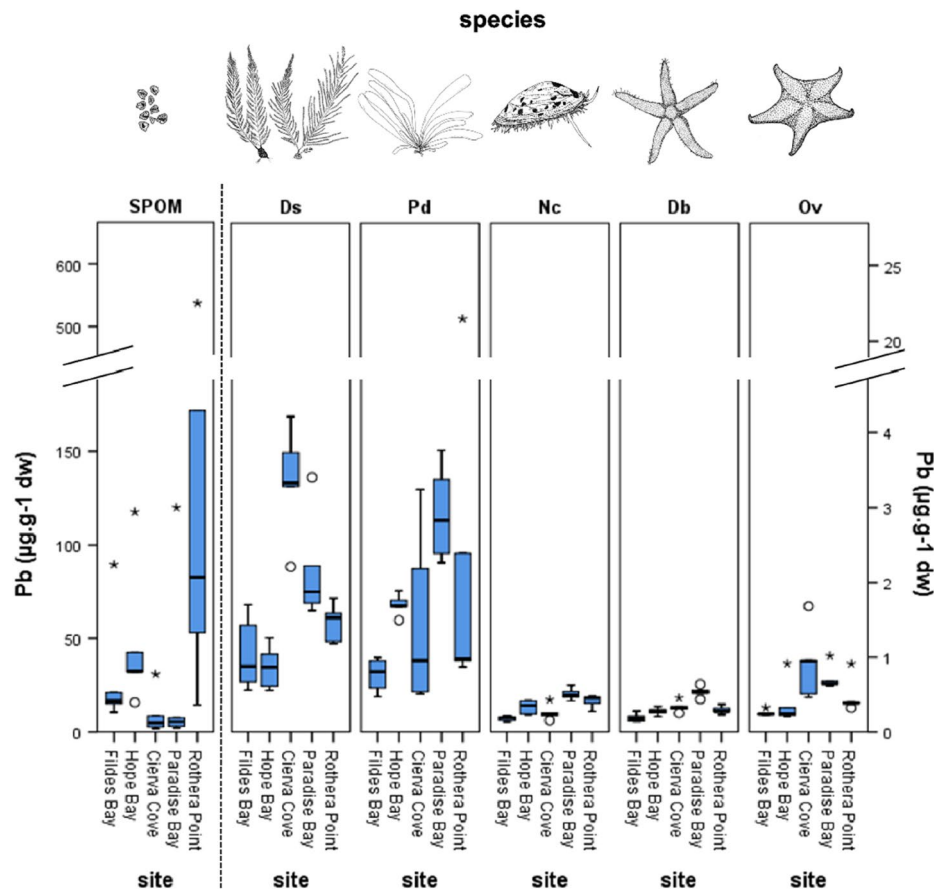 species
SPOM Ds Pd Nc Db Ov
600
500
150
100
50
0
25
20
4
3
2
1
0
Pb (µg.g-1 dw)
Pb (µg.g-1 dw)
Fildes Bay Hope Bay Cierva Cove Paradise Bay Rothera Point
Fildes Bay Hope Bay Cierva Cove Paradise Bay Rothera Point
Fildes Bay Hope Bay Cierva Cove Paradise Bay Rothera Point
Fildes Bay Hope Bay Cierva Cove Paradise Bay Rothera Point
Fildes Bay Hope Bay Cierva Cove Paradise Bay Rothera Point
Fildes Bay Hope Bay Cierva Cove Paradise Bay Rothera Point
site site site site site site